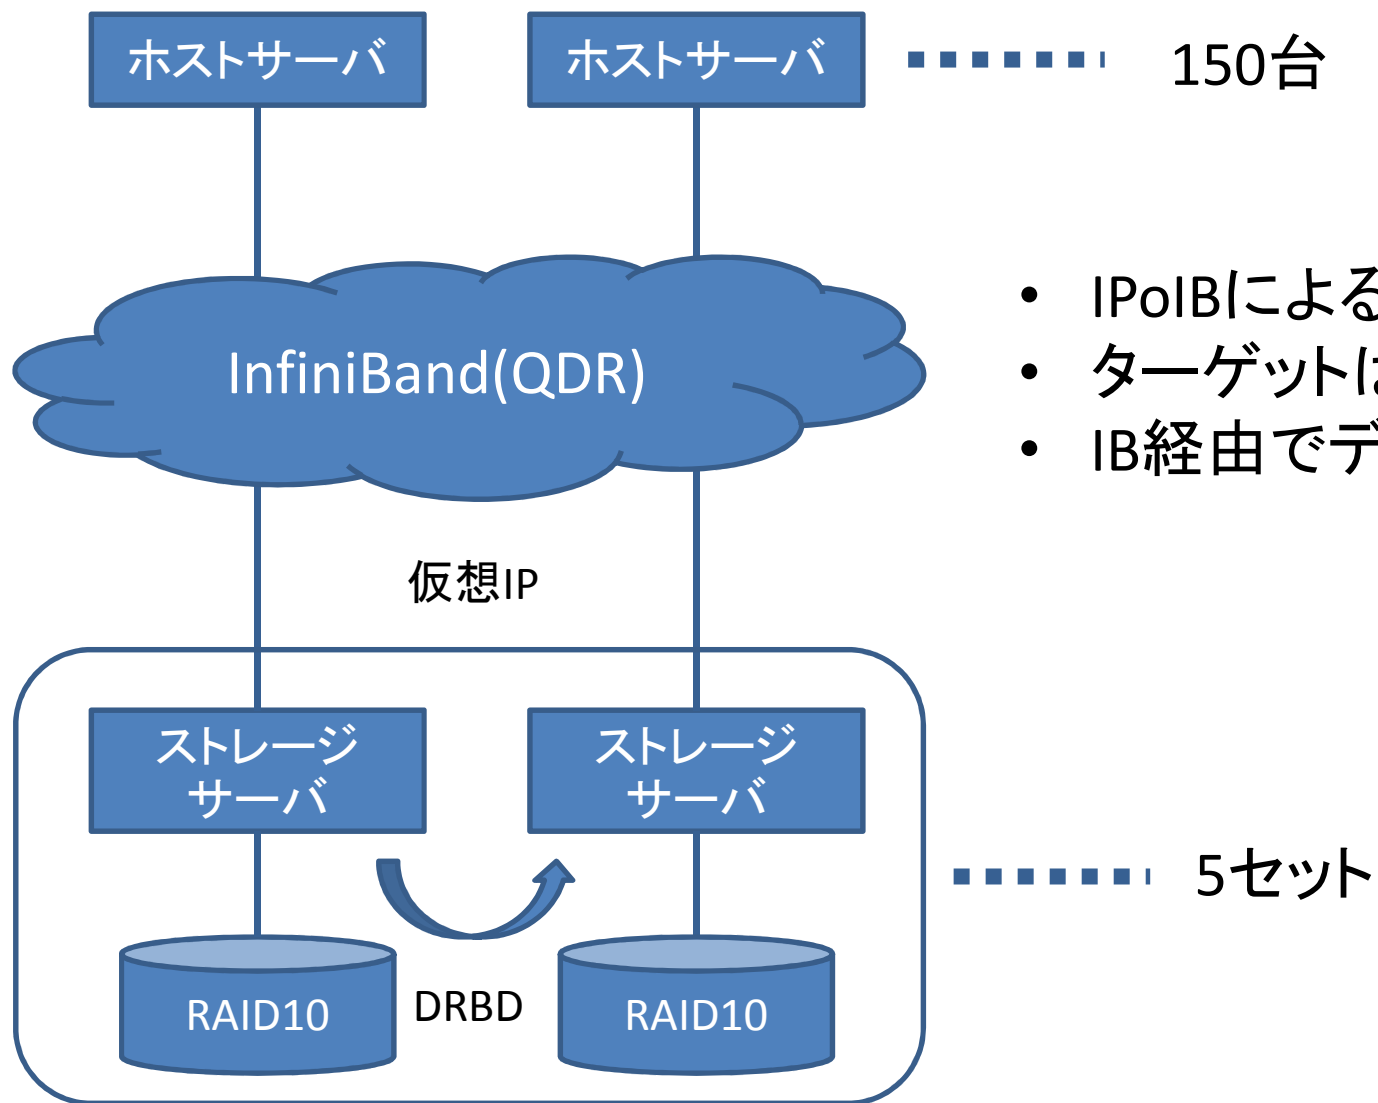 ホストサーバ
ホストサーバ
150台
InfiniBand(QDR)
• IPoIBによる
• ターゲットは
• IB経由でデ
仮想IP
ストレージ
サーバ
ストレージ
サーバ
5セット
RAID10
DRBD
RAID10